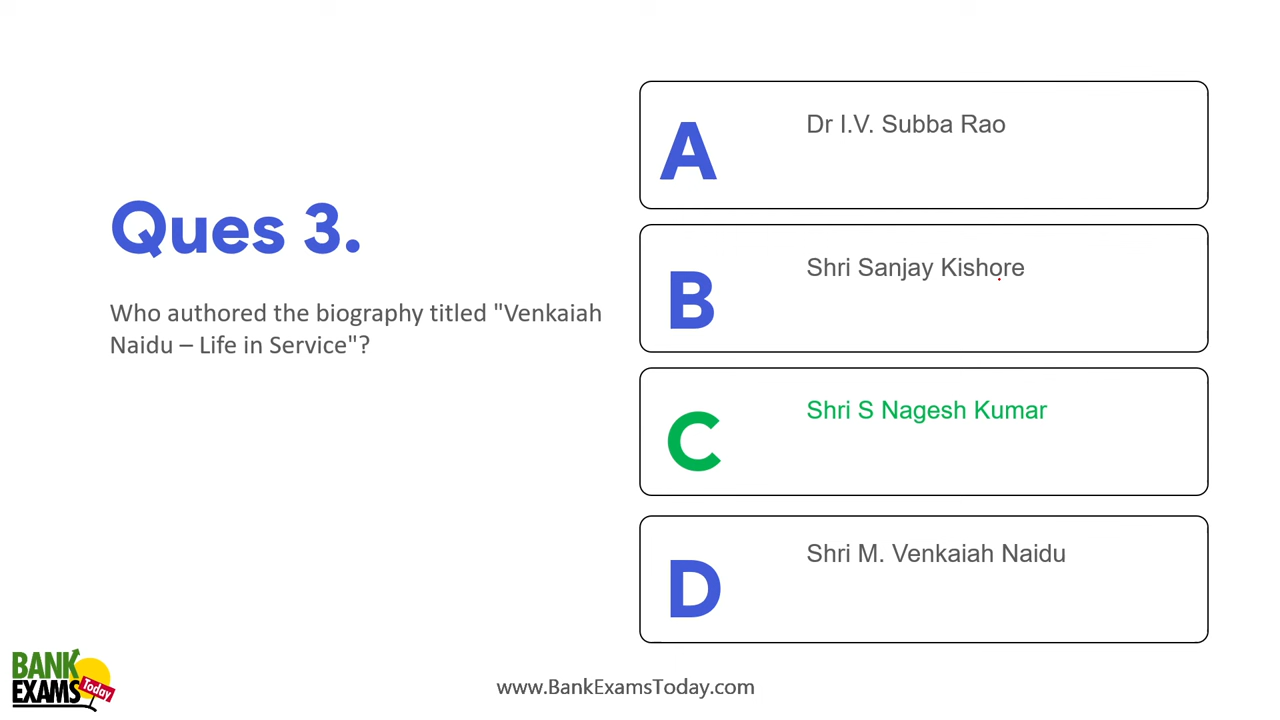 Ques 3.
Who authored the biography titled "Venkaiah
Naidu – Life in Service"?
A
Dr I.V. Subba Rao
B
Shri Sanjay Kishore
C
Shri S Nagesh Kumar
D
Shri M. Venkaiah Naidu
BANK
EXAMS
Today
www.BankExamsToday.com